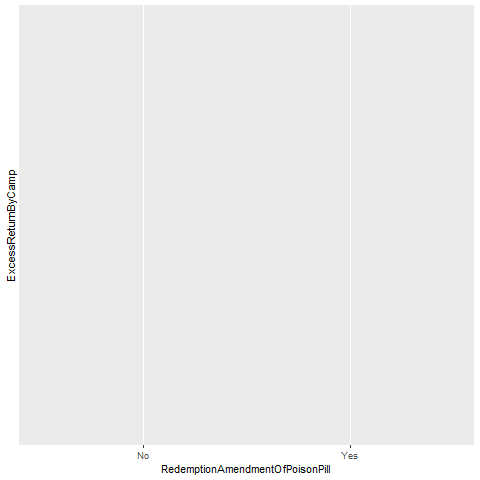 ExcessReturnByCamp
No Yes
RedemptionAmendmentOfPoisonPill